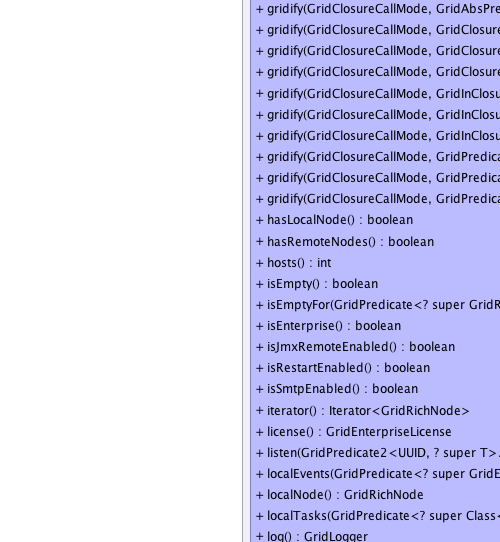 + gridify(GridClosureCallMode, GridAbsPre
+ gridify(GridClosureCallMode, GridClosure
+ gridify(GridClosureCallMode, GridClosure
+ gridify(GridClosureCallMode, GridClosure
+ gridify(GridClosureCallMode, GridInClosu
+ gridify(GridClosureCallMode, GridInClosu
+ gridify(GridClosureCallMode, GridInClosu
+ gridify(GridClosureCallMode, GridPredica
+ gridify(GridClosureCallMode, GridPredica
+ gridify(GridClosureCallMode, GridPredica
+ hasLocalNode() : boolean
+ hasRemoteNodes() : boolean
+ hosts() : int
+ isEmpty() : boolean
+ isEmptyFor(GridPredicate<? super GridR
+ isEnterprise() : boolean
+ isJmxRemoteEnabled() : boolean
+ isRestartEnabled() : boolean
+ isSmtpEnabled() : boolean
+ iterator() : Iterator<GridRichNode>
+ license() : GridEnterpriseLicense
+ listen(GridPredicate2<UUID, ? super T>.
+ localEvents(GridPredicate<? super GridE
+ localNode() : GridRichNode
+ localTasks(GridPredicate<? super Class<
+ log() : GridLogger